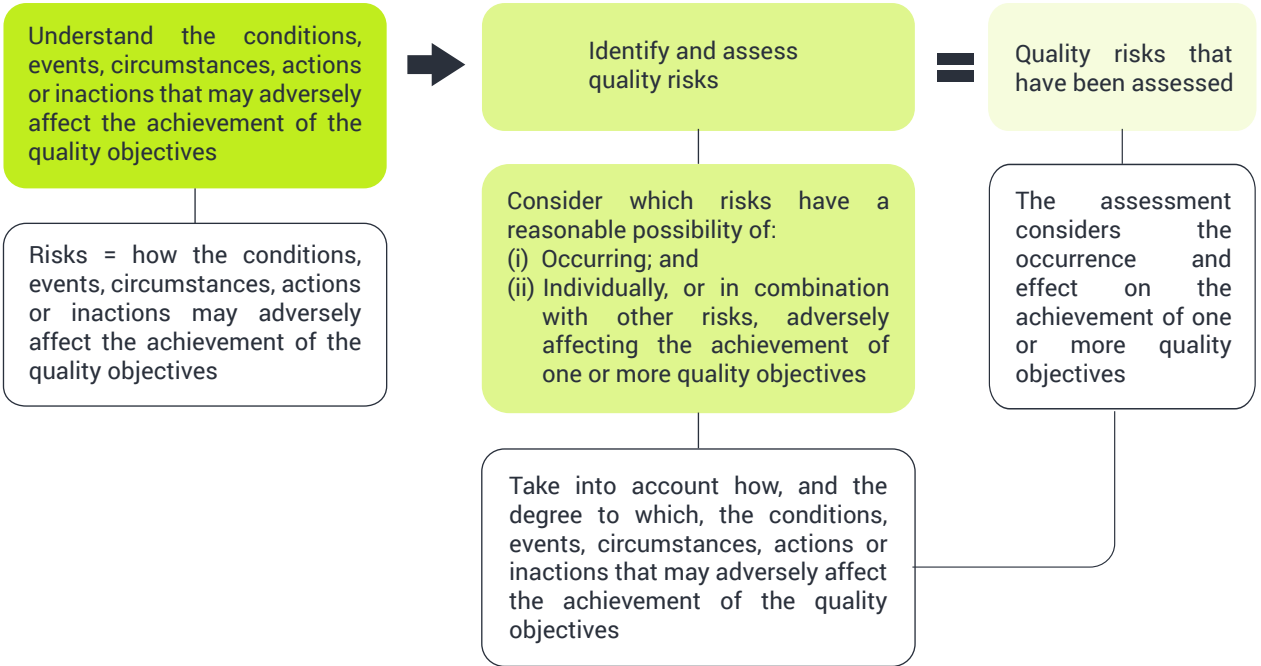 Understand the conditions,
events, circumstances, actions
or inactions that may adversely
affect the achievement of the
quality objectives
Risks = how the conditions,
events, circumstances, actions
or inactions may adversely
affect the achievement of the
quality objectives
Identify and assess
quality risks
Consider which risks have a
reasonable possibility of:
(i) Occurring; and
(ii) Individually, or in combination
with other risks, adversely
affecting the achievement of
one or more quality objectives
Take into account how, and the
degree to which, the conditions,
events, circumstances, actions or
inactions that may adversely affect
the achievement of the quality
objectives
Quality risks that
have been assessed
The assessment
considers the
occurrence and
effect on the
achievement of one
or more quality
objectives